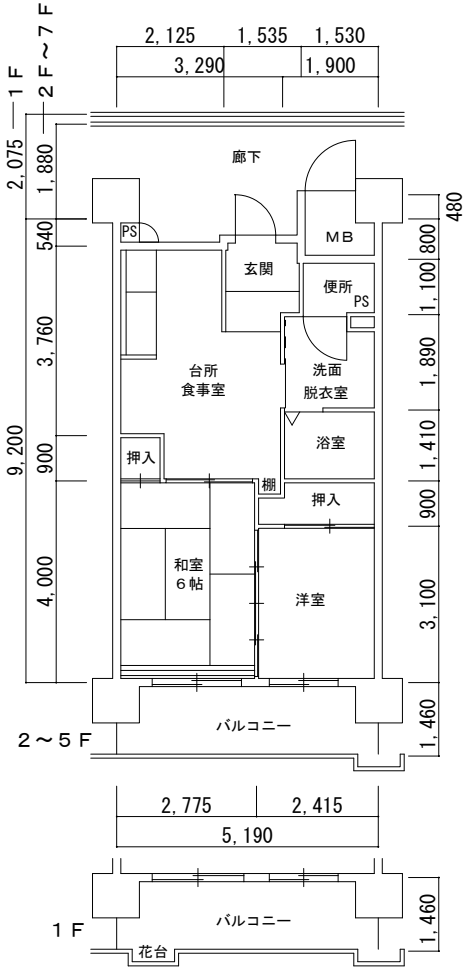 2,125
1,535
1,530
3,290
1,900
1F
2F～7F
2,075
1,880
廊下
480
PS
MB
540
800
玄関
便所
PS
1,100
3,760
台所
食事室
洗面
脱衣室
1,890
9,200
浴室
1,410
900
押入
棚
押入
900
和室
6帖
洋室
4,000
3,100
バルコニー
2～5F
1,460
2,775
2,415
5,190
バルコニー
1F
1,460
花台